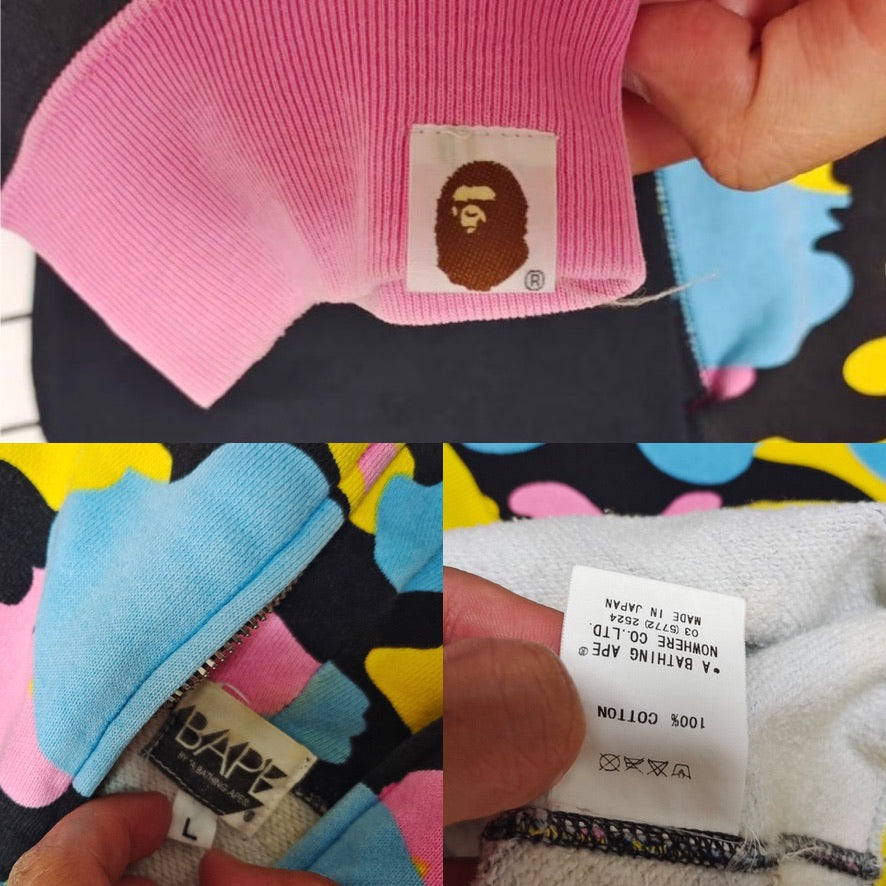 ®
BAPE
BY *A BATHING APE®
L
MADE IN JAPAN
03 (5772) 2524.
NOWHERE CO.,LTD.
*A BATHING APE®
100% COTTON